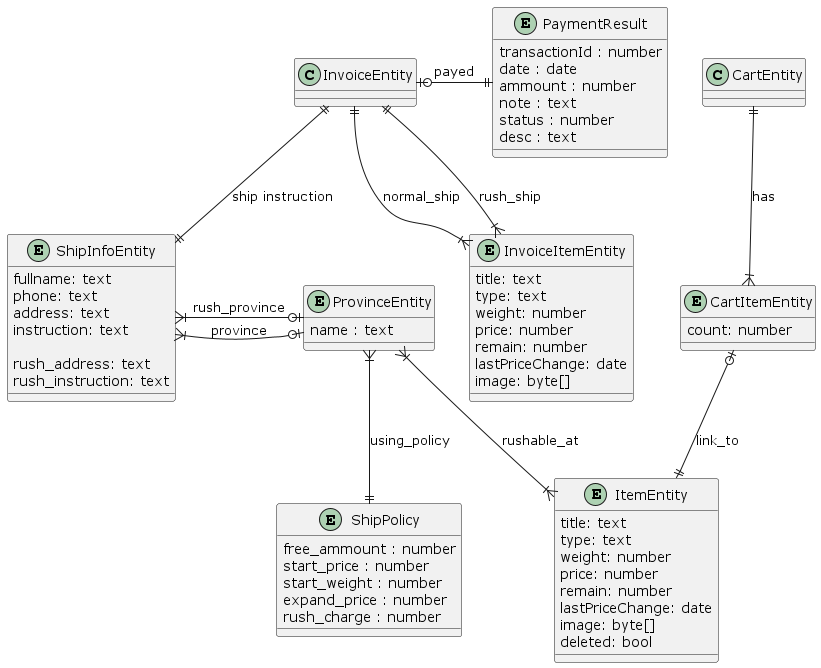 E PaymentResult
transactionId : number
date : date
ammount : number
note : text
status : number
desc : text
C InvoiceEntity
payed
C CartEntity
ship instruction
normal_ship
rush_ship
has
E ShipInfoEntity
fullname: text
phone: text
address: text
instruction: text
rush_address: text
rush_instruction: text
rush_province
province
E ProvinceEntity
name : text
E InvoiceItemEntity
title: text
type: text
weight: number
price: number
remain: number
lastPriceChange: date
image: byte[]
E CartItemEntity
count: number
using_policy
rushable_at
link_to
E ShipPolicy
free_ammount : number
start_price : number
start_weight : number
expand_price : number
rush_charge : number
E ItemEntity
title: text
type: text
weight: number
price: number
remain: number
lastPriceChange: date
image: byte[]
deleted: bool